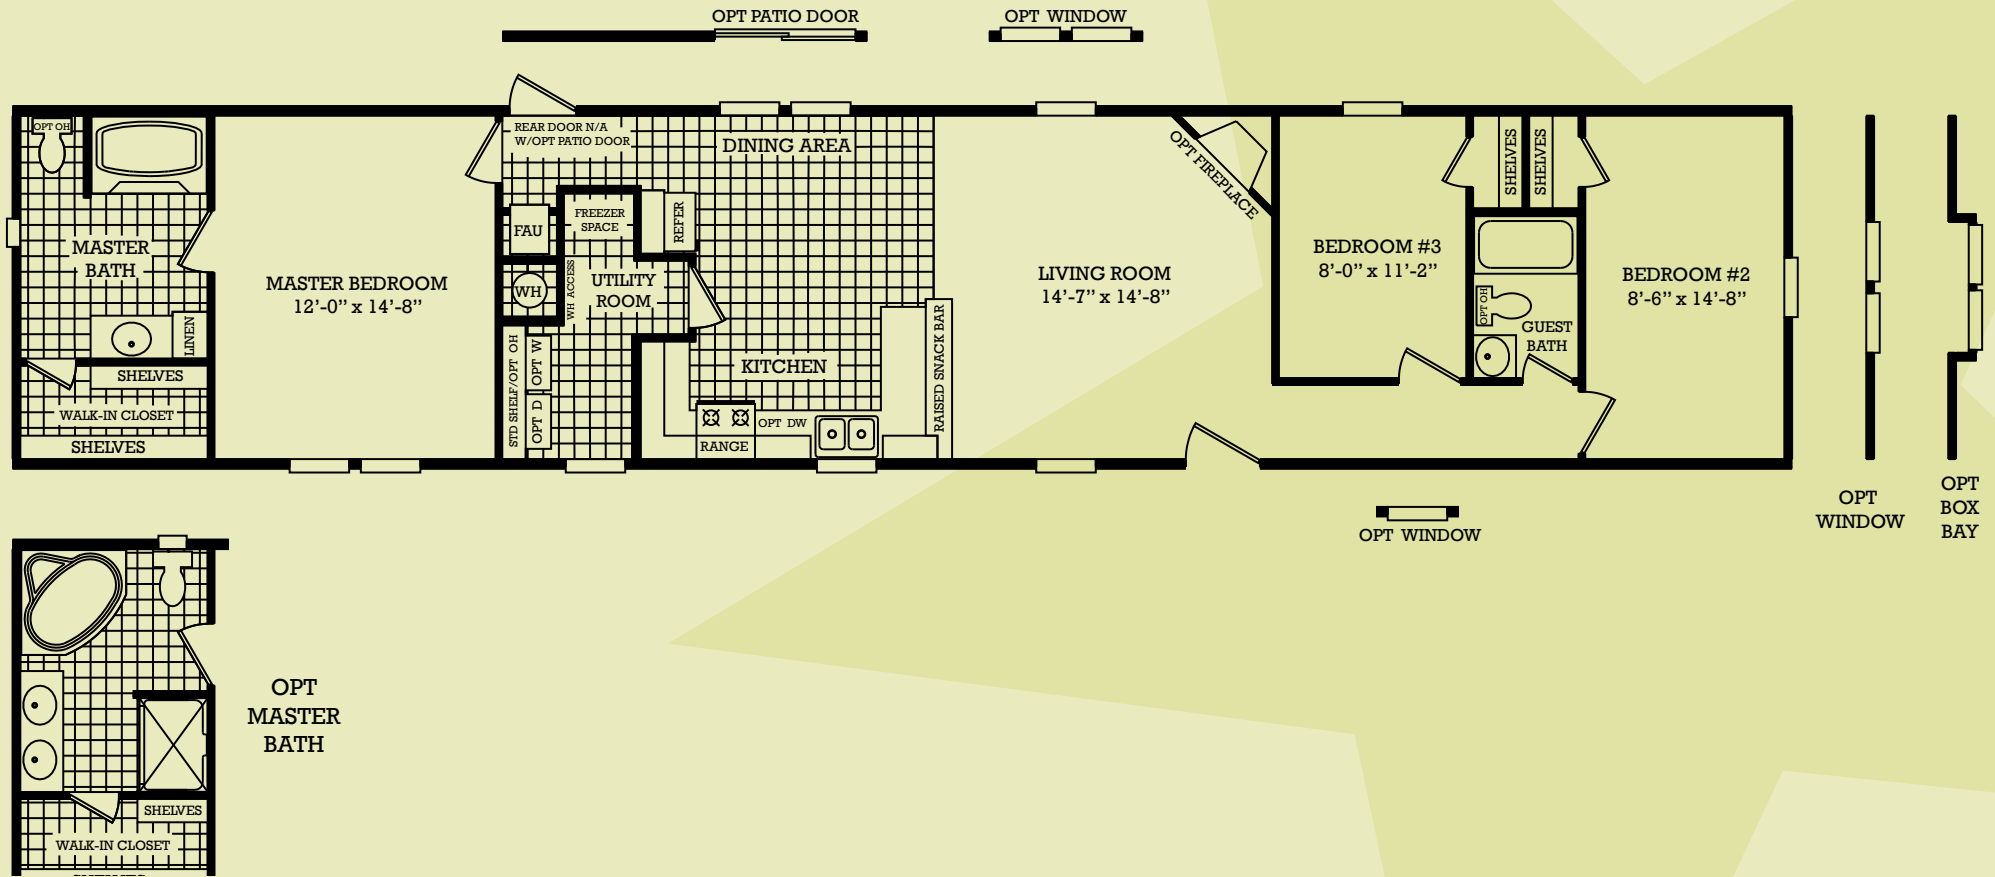 OPT PATIO DOOR
OPT WINDOW
OPT OH
REAR DOOR N/A
W/OPT PATIO DOOR
DINING AREA
OPT FIREPLACE
SHELVES
SHELVES
MASTER
BATH
LINEN
SHELVES
WALK-IN CLOSET
SHELVES
MASTER BEDROOM
12’-0” x 14’-8”
FAU
FREEZER
SPACE
REFER
WH
WH ACCESS
UTILITY
ROOM
STD SHELF/OPT OH
OPT W
OPT D
KITCHEN
RANGE
OPT DW
RAISED SNACK BAR
LIVING ROOM
14’-7” x 14’-8”
BEDROOM #3
8’-0” x 11’-2”
OPT OH
GUEST
BATH
BEDROOM #2
8’-6” x 14’-8”
OPT
WINDOW
OPT
BOX
BAY
OPT WINDOW
OPT
MASTER
BATH
SHELVES
WALK-IN CLOSET